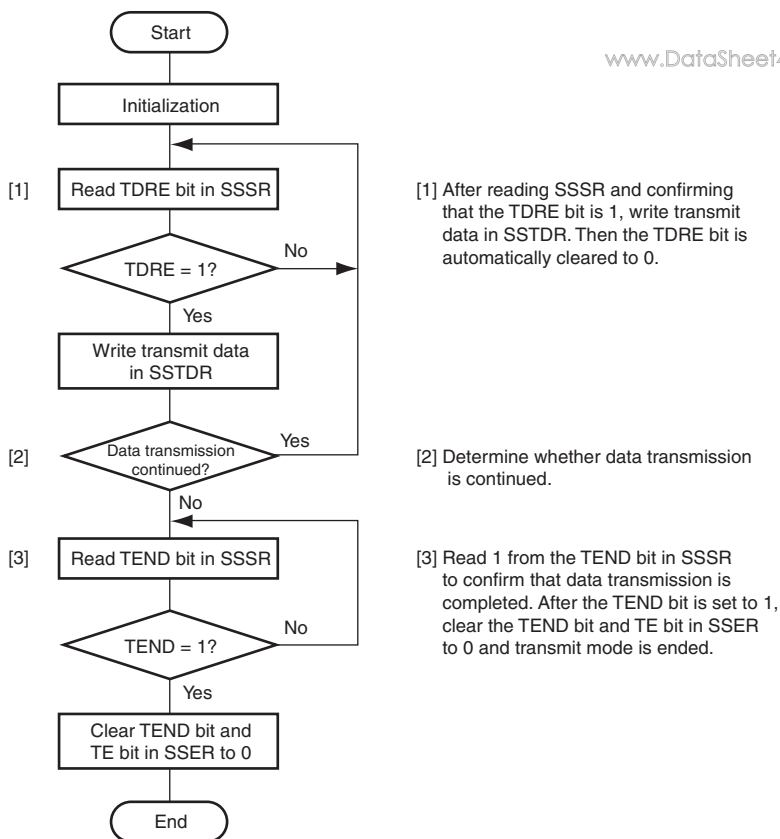 Start
www.DataSheet4
Initialization
[1]
Read TDRE bit in SSSR
[1] After reading SSSR and confirming
that the TDRE bit is 1, write transmit
data in SSTDR. Then the TDRE bit is
automatically cleared to 0.
TDRE = 1?
No
Yes
Write transmit data
in SSTDR
[2]
Data transmission
continued?
Yes
[2] Determine whether data transmission
is continued.
No
[3]
Read TEND bit in SSSR
[3] Read 1 from the TEND bit in SSSR
to confirm that data transmission is
completed. After the TEND bit is set to 1,
clear the TEND bit and TE bit in SSER
to 0 and transmit mode is ended.
TEND = 1?
No
Yes
Clear TEND bit and
TE bit in SSER to 0
End